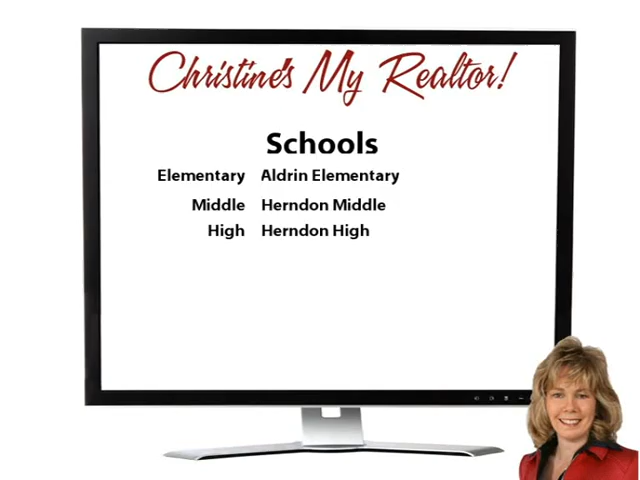 Christine's My Realtor!
Schools
Elementary Aldrin Elementary
Middle Herndon Middle
High Herndon High